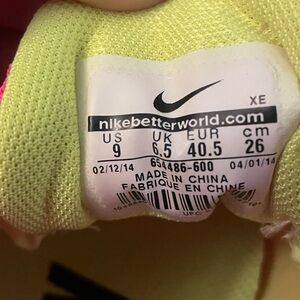 XE
nikebetterworld.com
US UK EUR cm
9 6.5 40.5 26
02/12/14 654486-600 04/01/14
MADE IN CHINA
FABRIQUE EN CHINE
UPC